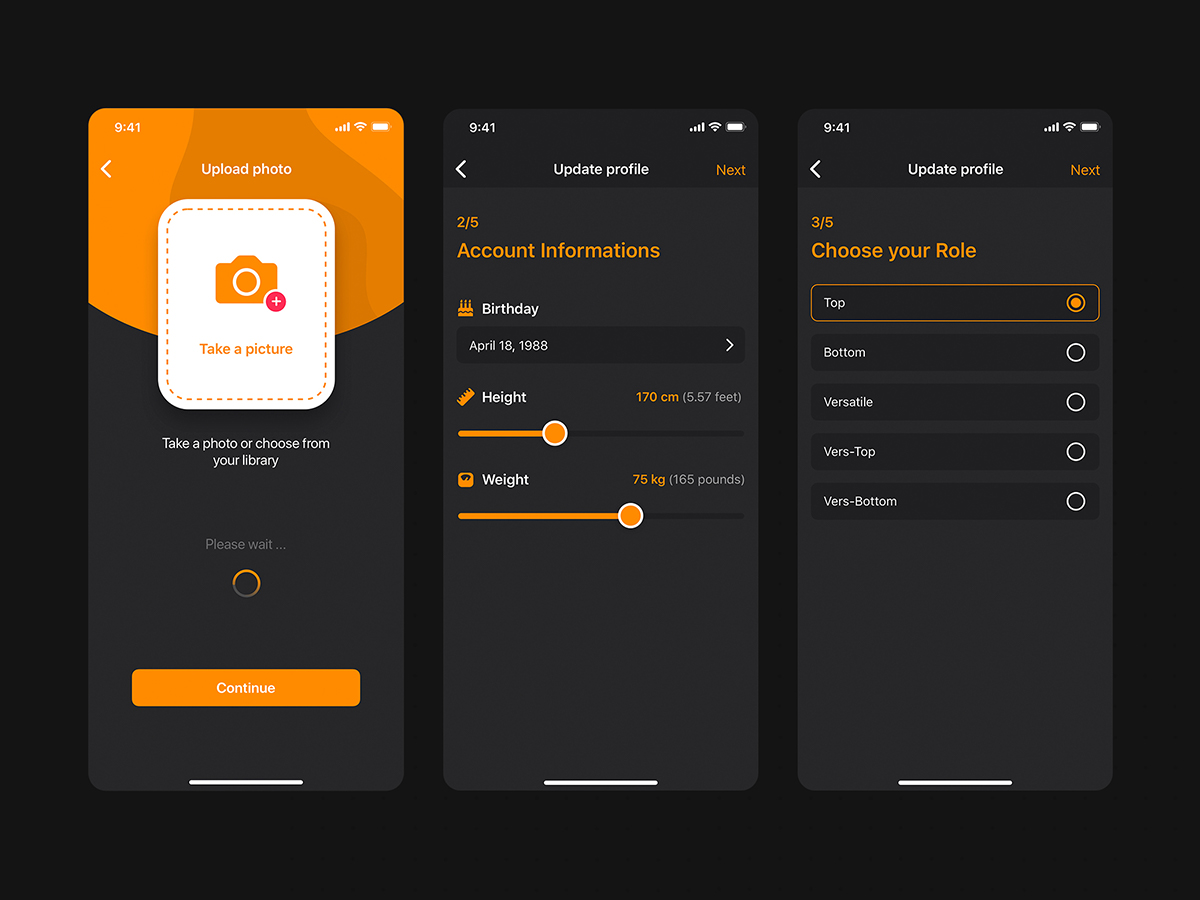 9:41
Upload photo
Take a picture
Take a photo or choose from
your library
Please wait ...
Continue
9:41
Update profile
Next
2/5
Account Informations
Birthday
April 18, 1988
Height
170 cm (5.57 feet)
Weight
75 kg (165 pounds)
9:41
Update profile
Next
3/5
Choose your Role
Top
Bottom
Versatile
Vers-Top
Vers-Bottom